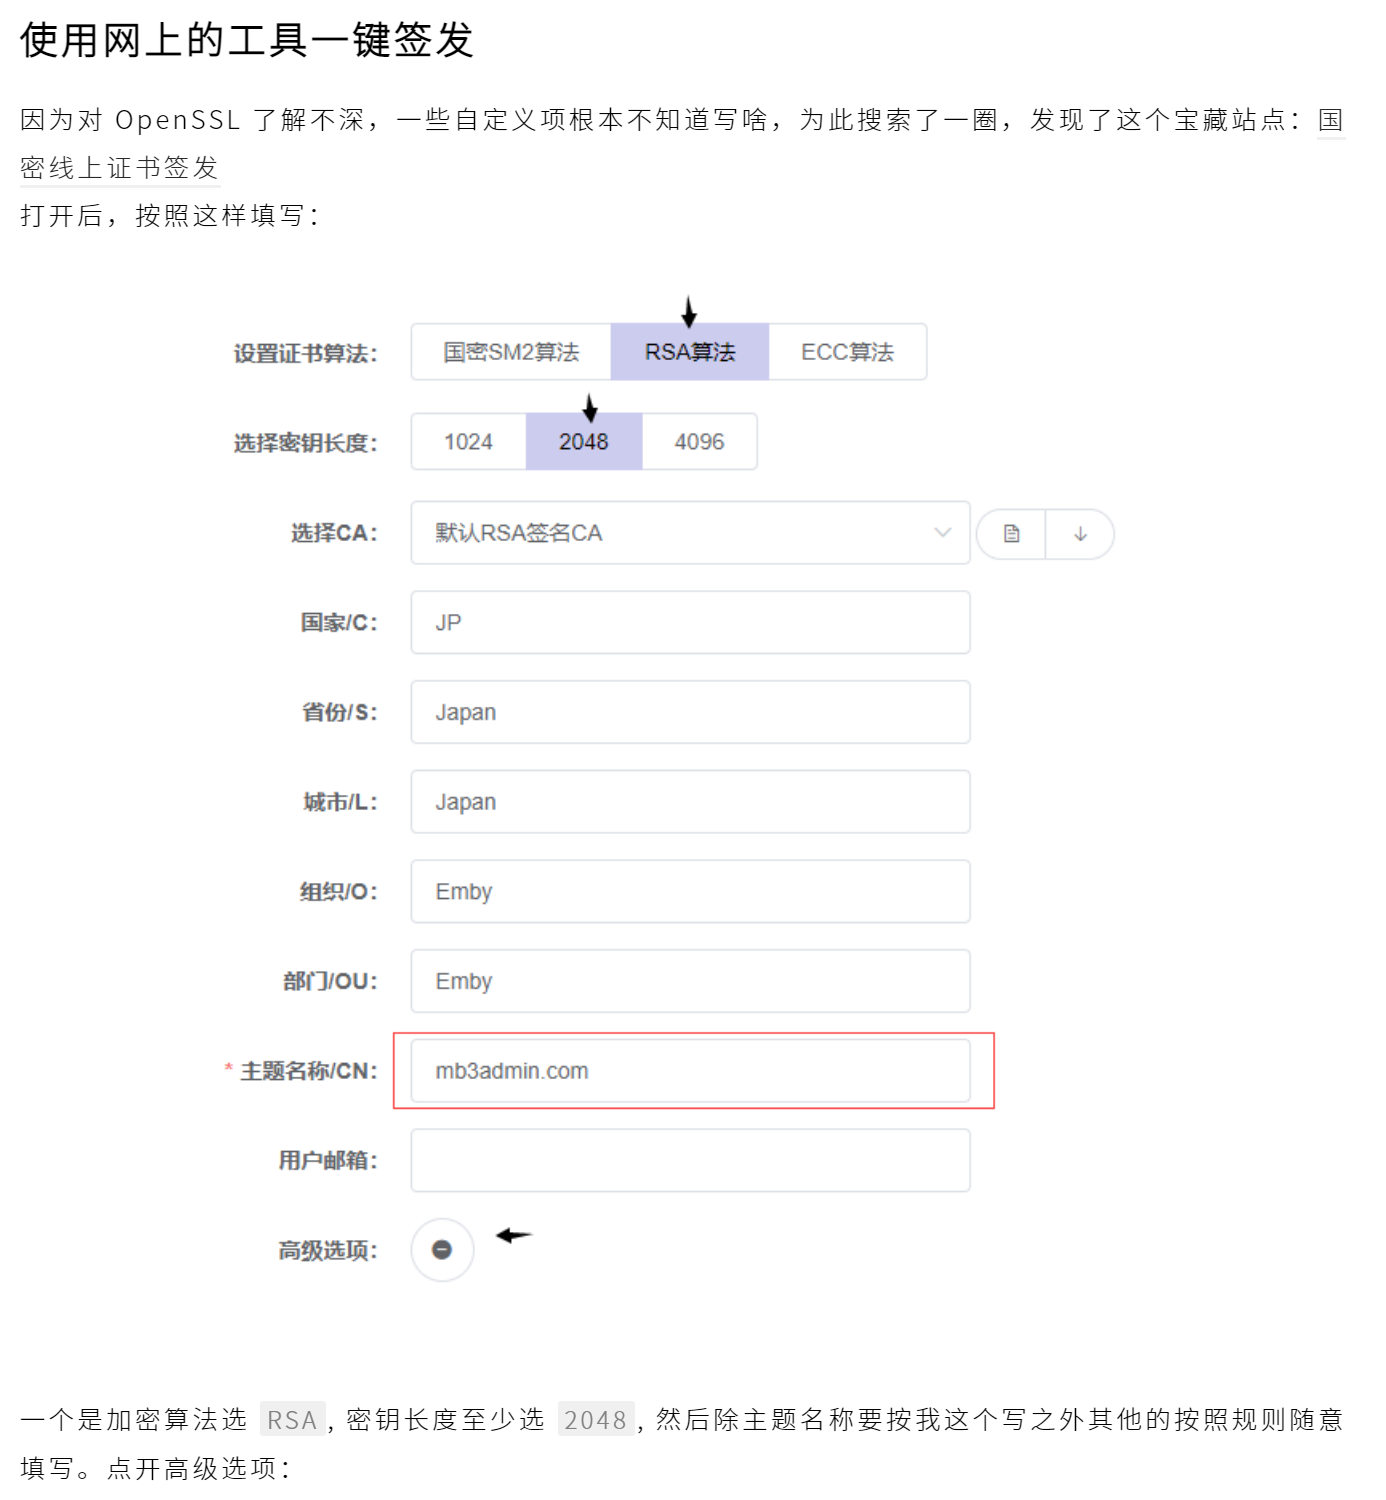 使用网上的工具一键签发
因为对 OpenSSL 了解不深，一些自定义项根本不知道写啥，为此搜索了一圈，发现了这个宝藏站点：国
密线上证书签发
打开后，按照这样填写：
设置证书算法： 国密SM2算法 RSA算法 ECC算法
选择密钥长度： 1024 2048 4096
选择CA： 默认RSA签名CA
国家/C： JP
省份/S： Japan
城市/L： Japan
组织/O： Emby
部门/OU： Emby
* 主题名称/CN： mb3admin.com
用户邮箱：
高级选项：
一个是加密算法选 RSA , 密钥长度至少选 2048 , 然后除主题名称要按我这个写之外其他的按照规则随意
填写。点开高级选项：